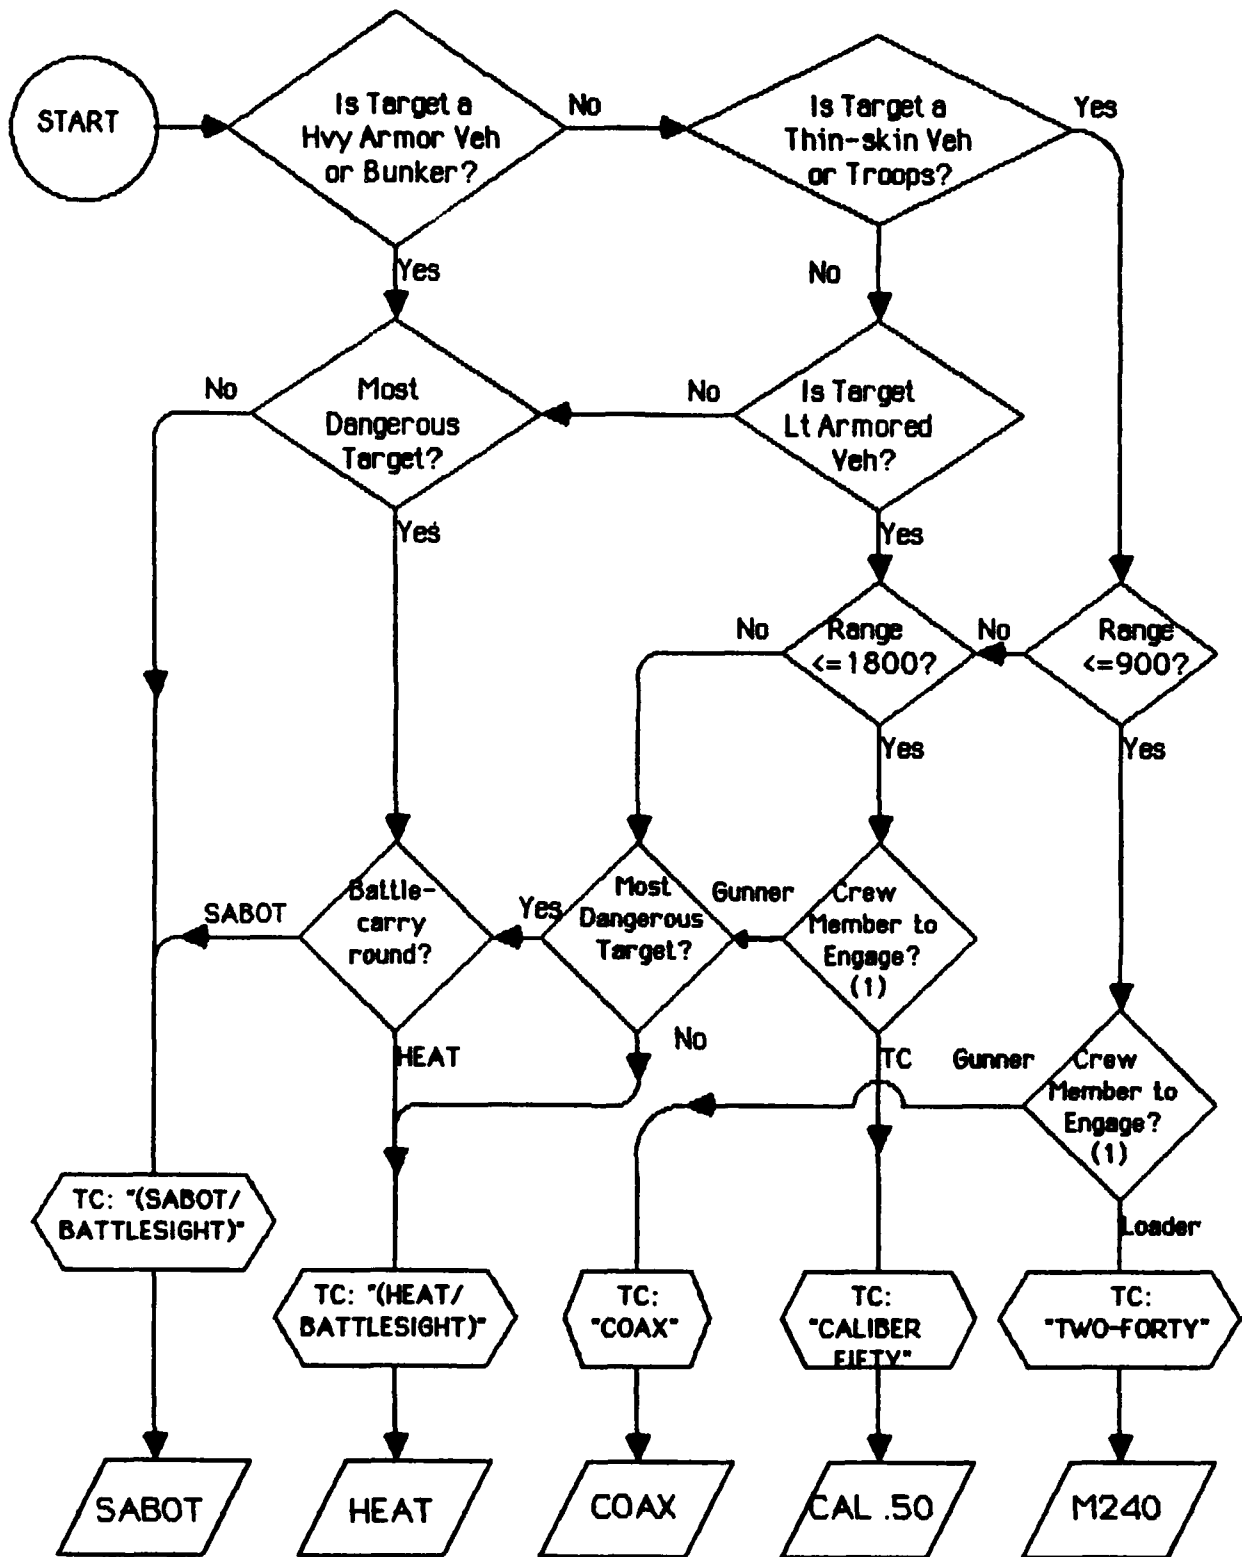 START
Is Target a
Hvy Armor Veh
or Bunker?
No
Is Target a
Thin-skin Veh
or Troops?
Yes
Yes
No
No
Most
Dangerous
Target?
No
Is Target
Lt Armored
Veh?
Yes
Yes
No
Range
<=1800?
No
Range
<=900?
Yes
Yes
SABOT
Battle-
carry
round?
Yes
Most
Dangerous
Target?
Gunner
Crew
Member to
Engage?
(1)
HEAT
No
TC
Gunner
Crew
Member to
Engage?
(1)
Loader
TC: "(SABOT/
BATTLESIGHT)"
TC: "(HEAT/
BATTLESIGHT)"
TC:
"COAX"
TC:
"CALIBER
FIFTY"
TC:
"TWO-FORTY"
SABOT
HEAT
COAX
CAL .50
M240